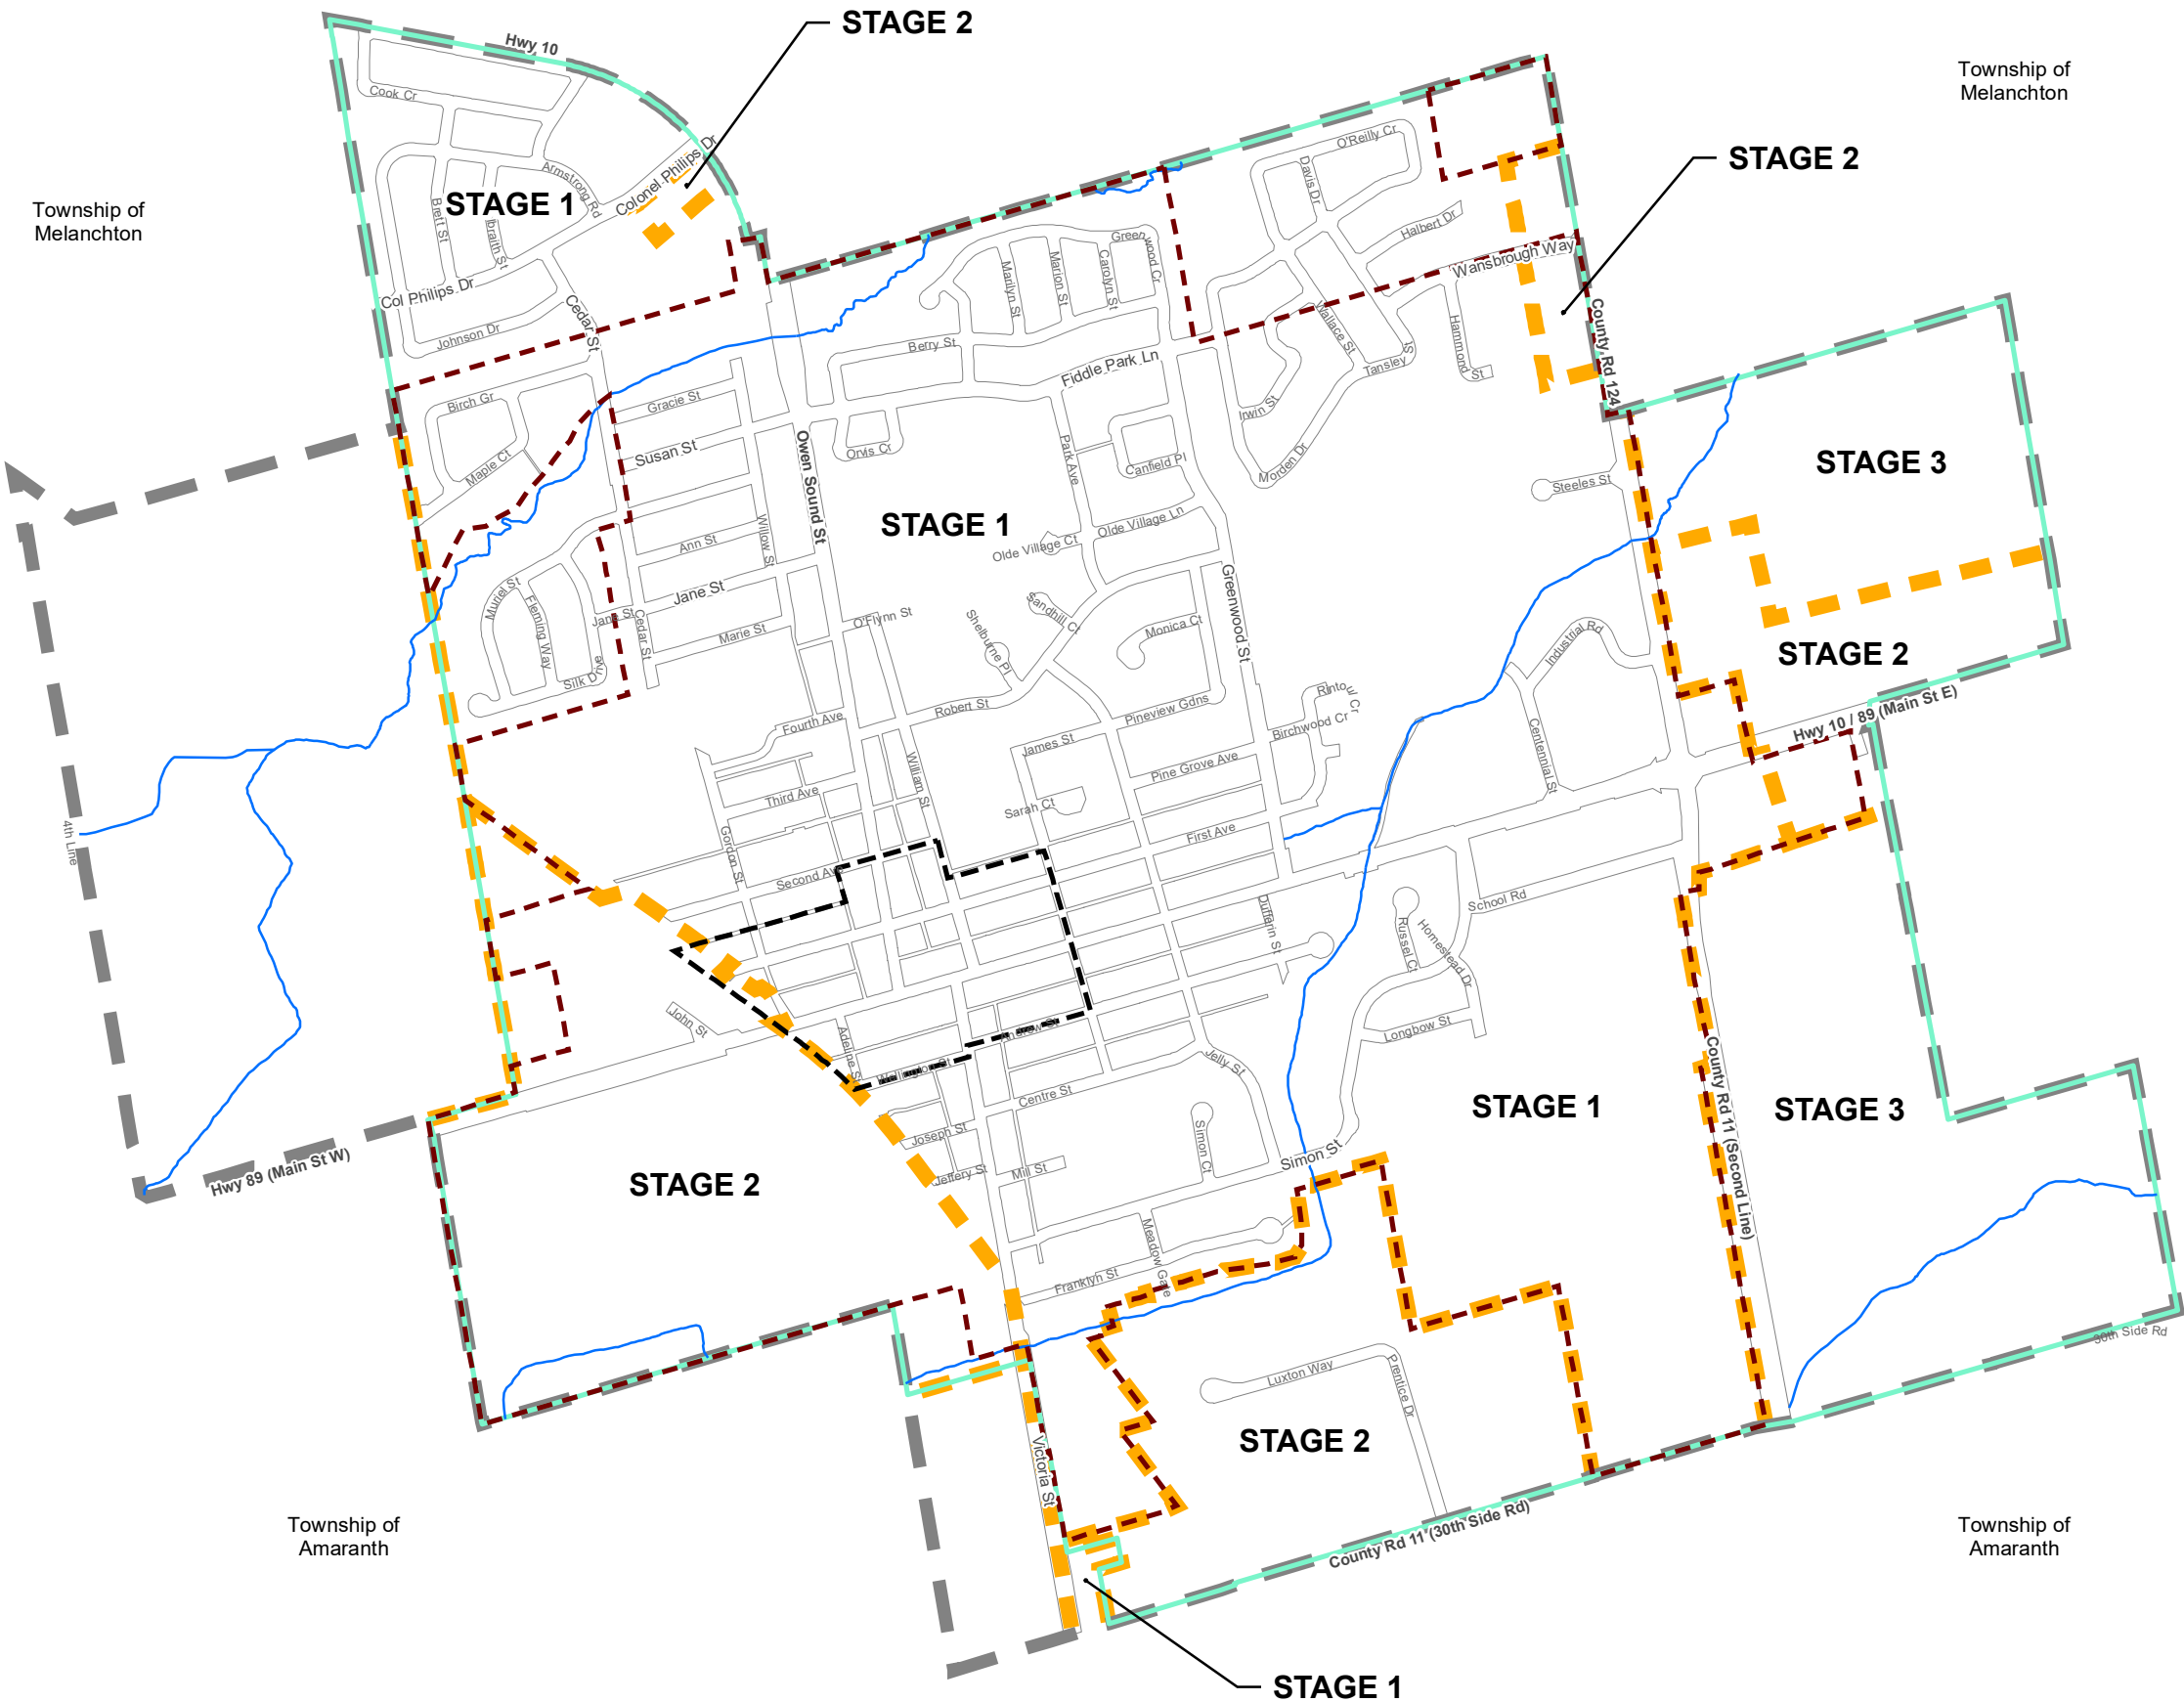 STAGE 2
Hwy 10
Township of
Melanchton
Cook Cr
O'Reilly Cr
Colonel Philips Dr
STAGE 2
Davis Dr
Armstrong Rd
STAGE 1
Township of
Melanchton
Brett St
Halbert Dr
Greenwood Cr
Wansbrough Way
Marilyn St
Marion St
Carolyn St
Col Philips Dr
Cedar St
Johnson Dr
Wallace St
Hammond St
County Rd 124
Berry St
Fiddle Park Ln
Tansley St
Birch Gr
Gracie St
Irwin St
Susan St
Orvis Cr
Owen Sound St
Park Ave
Canfield Pl
Morden Dr
Maple Ct
STAGE 3
Steeles St
STAGE 1
Olde Village Ln
Willow St
Ann St
Olde Village Ct
Jane St
Muriel St
Fleming Way
Jane St
Cedar St
Marie St
O'Flynn St
Shelburne Pl
Sandhill Ct
Monica Ct
Greenwood St
Industrial Rd
STAGE 2
Silk Drive
Robert St
Pineview Gdns
Rintoul Cr
Birchwood Cr
Hwy 10 / 89 (Main St E)
Fourth Ave
James St
Centennial St
William St
Pine Grove Ave
Third Ave
Sarah Ct
First Ave
4th Line
Gordon St
Second Ave
School Rd
Dufferin St
Russel Ct
Homestead Dr
John St
Adeline St
Andrew St
Longbow St
Wellington St
Jelly St
Centre St
County Rd 11 (Second Line)
STAGE 1
STAGE 3
Joseph St
Simon Ct
Simon St
Hwy 89 (Main St W)
STAGE 2
Jeffery St
Mill St
Meadow Gate
Franklyn St
30th Side Rd
Luxton Way
Prentice Dr
STAGE 2
Victoria St
County Rd 11 (30th Side Rd)
Township of
Amaranth
Township of
Amaranth
STAGE 1